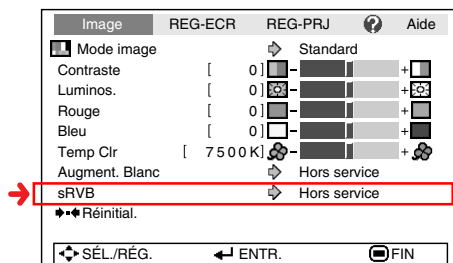 Image REG-ECR REG-PRJ ? Aide
Mode image Standard
Contraste [ 0] - +
Luminos. [ 0] - +
Rouge [ 0] - +
Bleu [ 0] - +
Temp Clr [ 7500K] - +
Augment. Blanc Hors service
sRVB Hors service
Réinitial.
SÉL./RÉG. ENTR. FIN